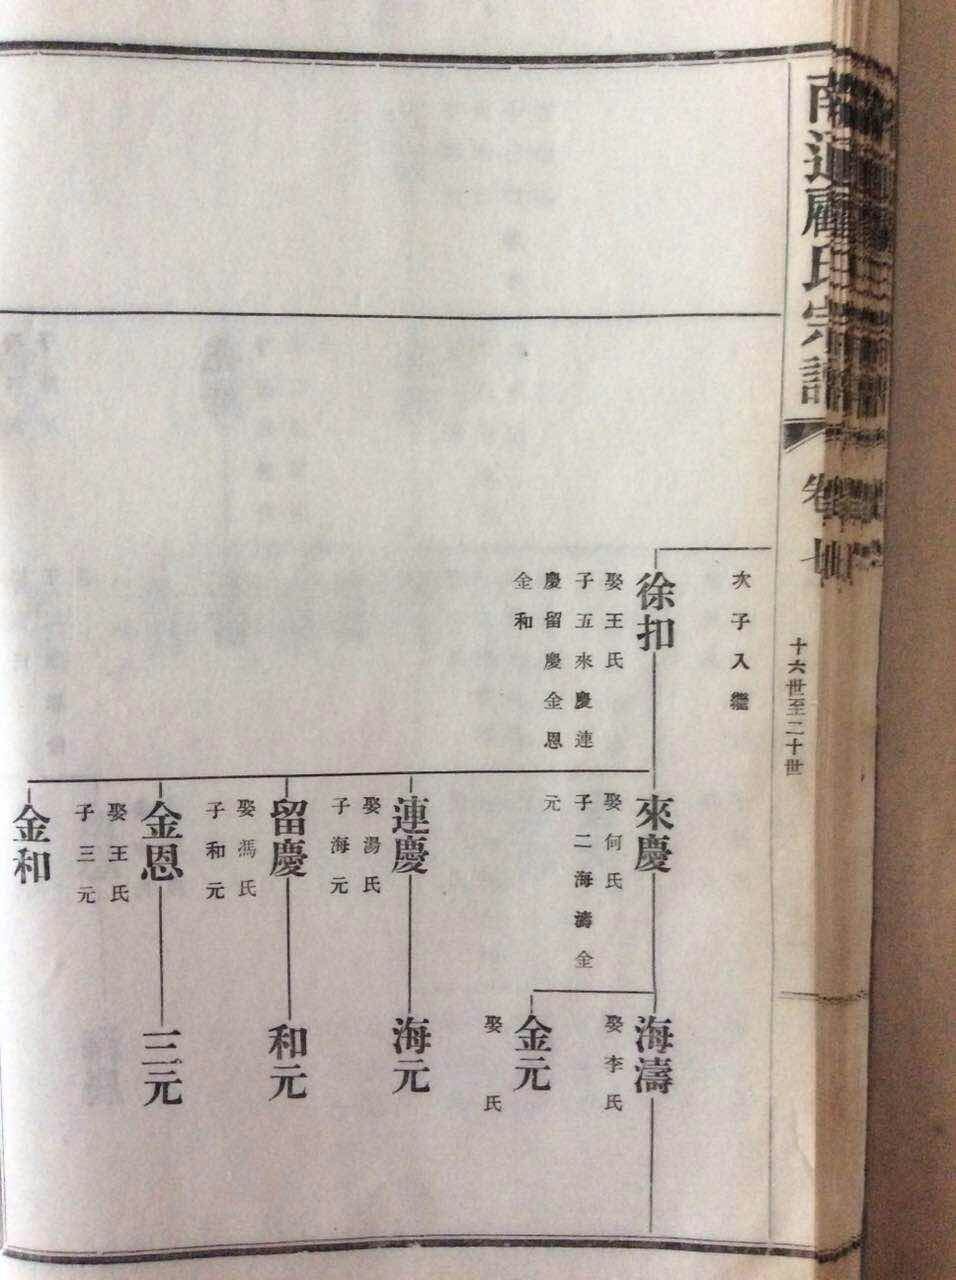 南通顧氏宗譜
卷
十六世至二十世
次子入繼
徐扣
娶王氏
子五來慶連
慶留慶金恩
金和
來慶
娶何氏
子二海濤金
元
連慶
娶湯氏
子海元
留慶
娶馮氏
子和元
金恩
娶王氏
子三元
金和
海濤
娶李氏
金元
娶 氏
海元
和元
三元